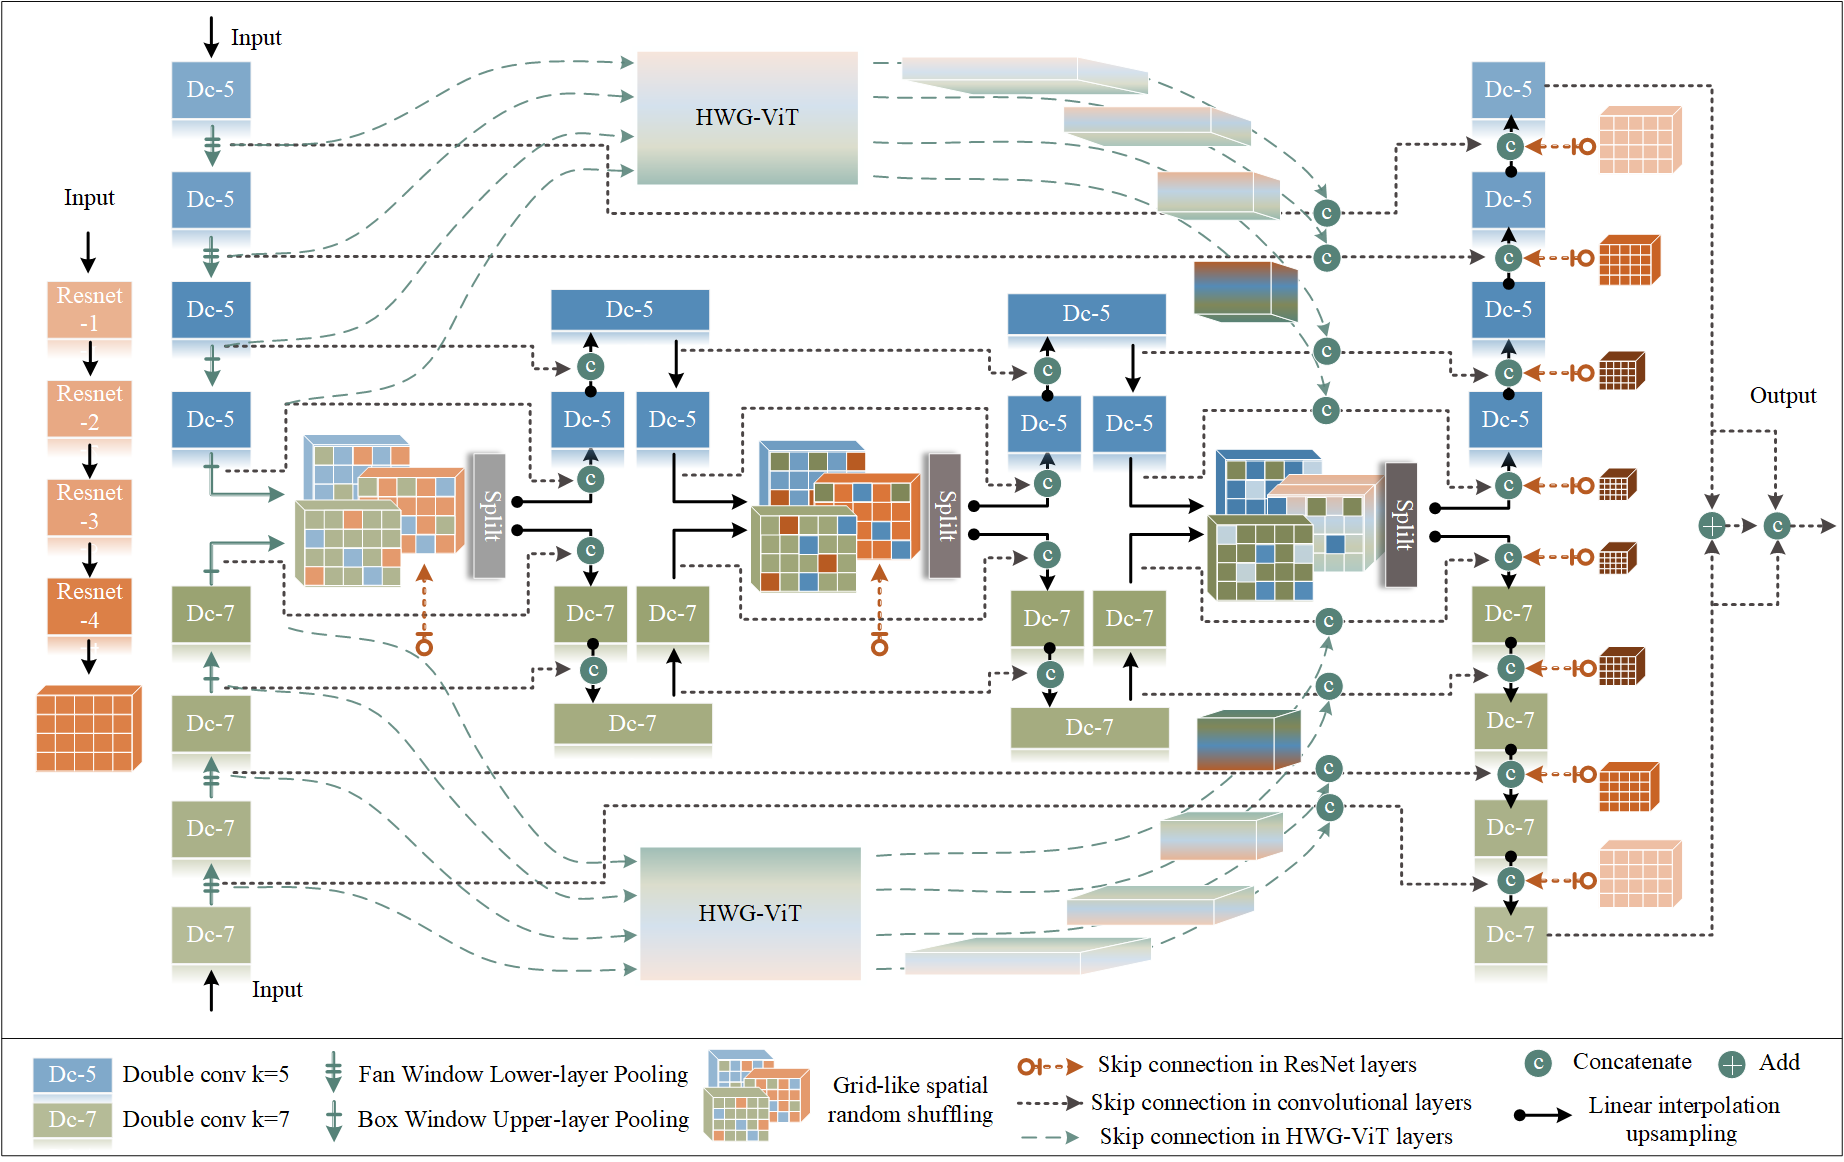 Input
Dc-5
HWG-ViT
Dc-5
C
Dc-5
Input
Dc-5
C
C
C
C
Resnet
-1
Dc-5
Dc-5
Dc-5
Dc-5
C
C
C
C
Resnet
-2
Dc-5
Dc-5
Dc-5
Dc-5
Dc-5
C
Dc-5
Output
Resnet
-3
C
Splilt
C
Splilt
Splilt
C
C
C
C
C
C
Resnet
-4
Dc-7
Dc-7
Dc-7
Dc-7
Dc-7
C
Dc-7
C
C
C
C
Dc-7
Dc-7
Dc-7
Dc-7
C
C
Dc-7
C
Dc-7
C
HWG-ViT
Dc-7
Dc-7
Input
Dc-5
Double conv k=5
Dc-7
Double conv k=7
Fan Window Lower-layer Pooling
Box Window Upper-layer Pooling
Grid-like spatial
random shuffling
Skip connection in ResNet layers
Skip connection in convolutional layers
Skip connection in HWG-ViT layers
C
Concatenate
Add
Linear interpolation
upsampling